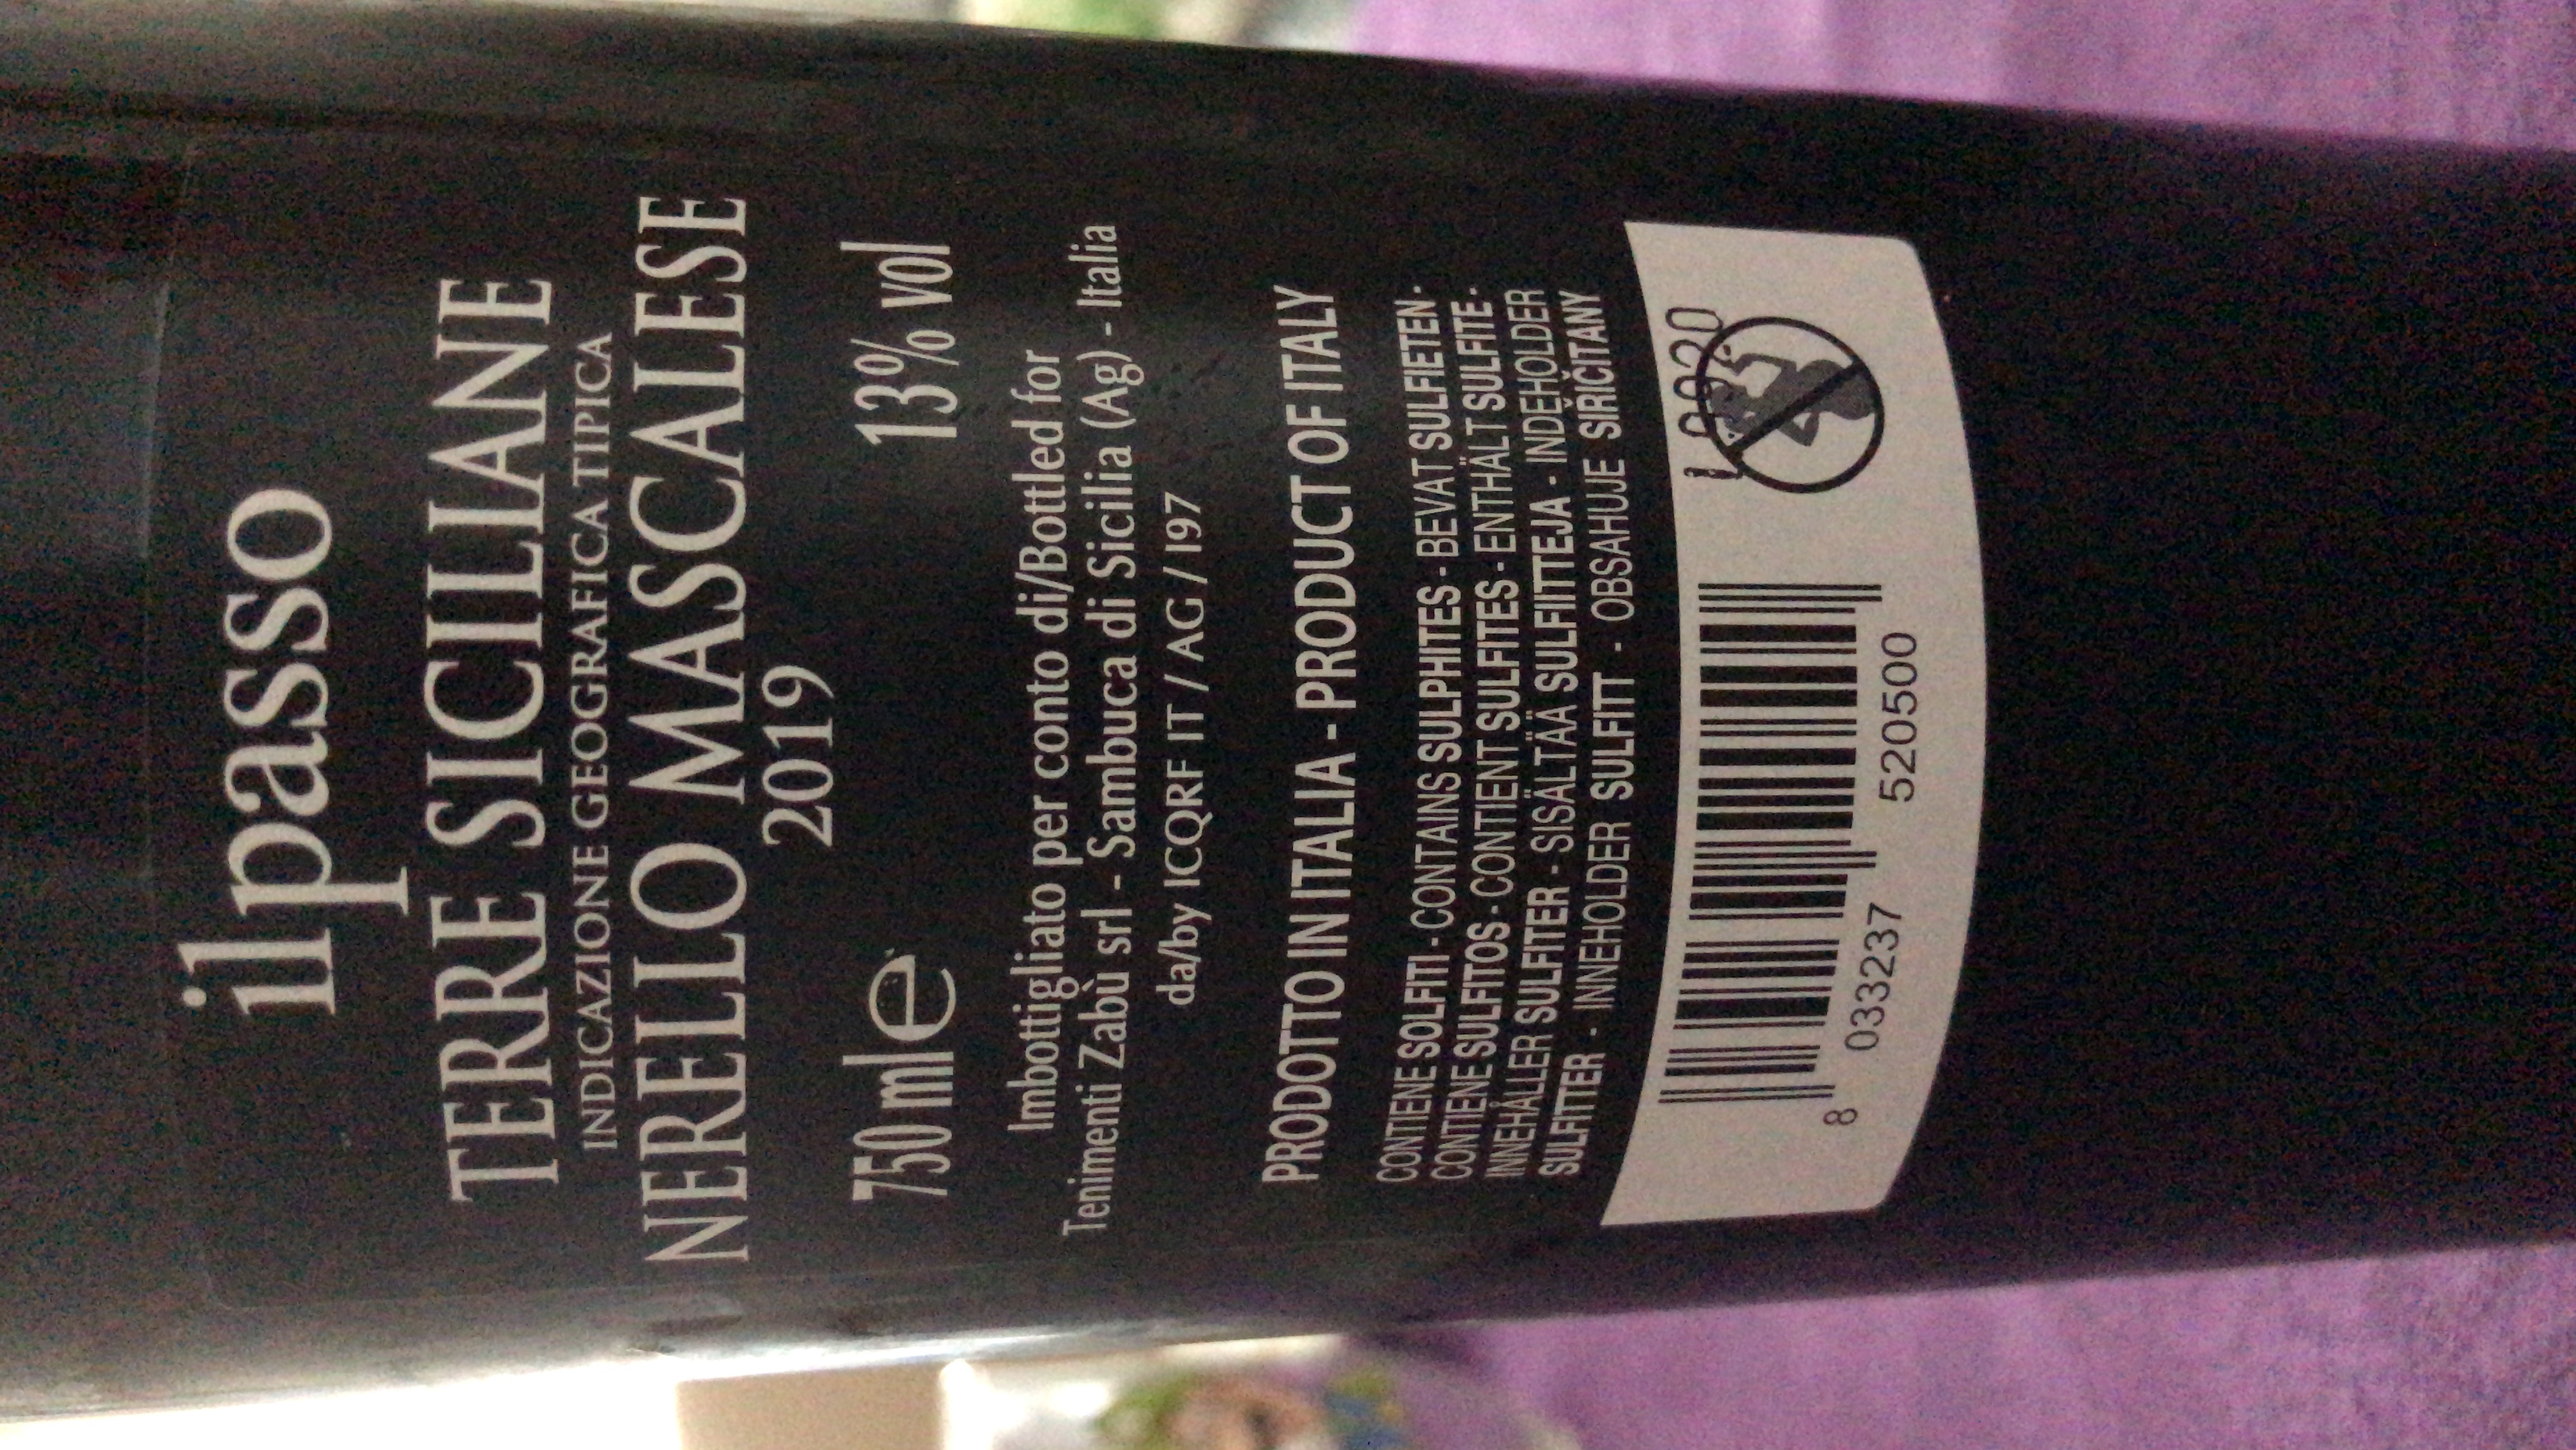 il passo
TERRE SICILIANE
INDICAZIONE GEOGRAFICA TIPICA
NERELLO MASCALESE
2019
750 ml e 13% vol
Imbottigliato per conto di/Bottled for
Tenimenti Zabù srl - Sambuca di Sicilia (Ag) - Italia
da/by ICQRF IT / AG / 197
PRODOTTO IN ITALIA - PRODUCT OF ITALY
CONTIENE SOLFITI - CONTAINS SULPHITES - BEVAT SULFIETEN -
CONTIENE SULFITOS - CONTIENT SULFITES - ENTHÄLT SULFITE -
INNEHÅLLER SULFITER - SISÄLTÄÄ SULFIITTEJA - INDEHOLDER
SULFITTER - INNEHOLDER SULFITT - OBSAHUJE SIŘIČITANY
8 033237 520500